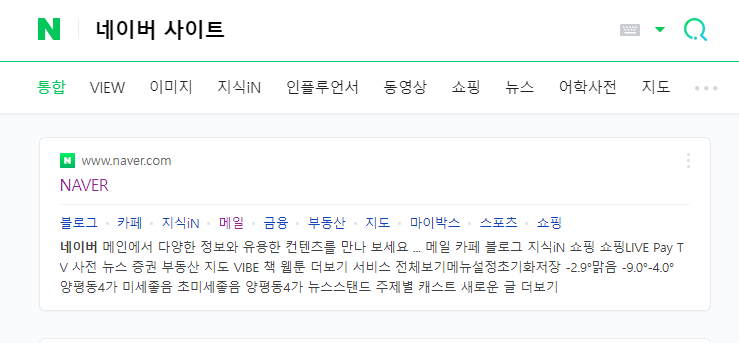 N 네이버 사이트
통합 VIEW 이미지 지식iN 인플루언서 동영상 쇼핑 뉴스 어학사전 지도
N www.naver.com
NAVER
블로그 · 카페 · 지식iN · 메일 · 금융 · 부동산 · 지도 · 마이박스 · 스포츠 · 쇼핑
네이버 메인에서 다양한 정보와 유용한 컨텐츠를 만나 보세요 ... 메일 카페 블로그 지식iN 쇼핑 쇼핑LIVE Pay T
V 사전 뉴스 증권 부동산 지도 VIBE 책 웹툰 더보기 서비스 전체보기메뉴설정초기화저장 -2.9°맑음 -9.0°-4.0°
양평동4가 미세좋음 초미세좋음 양평동4가 뉴스스탠드 주제별 캐스트 새로운 글 더보기